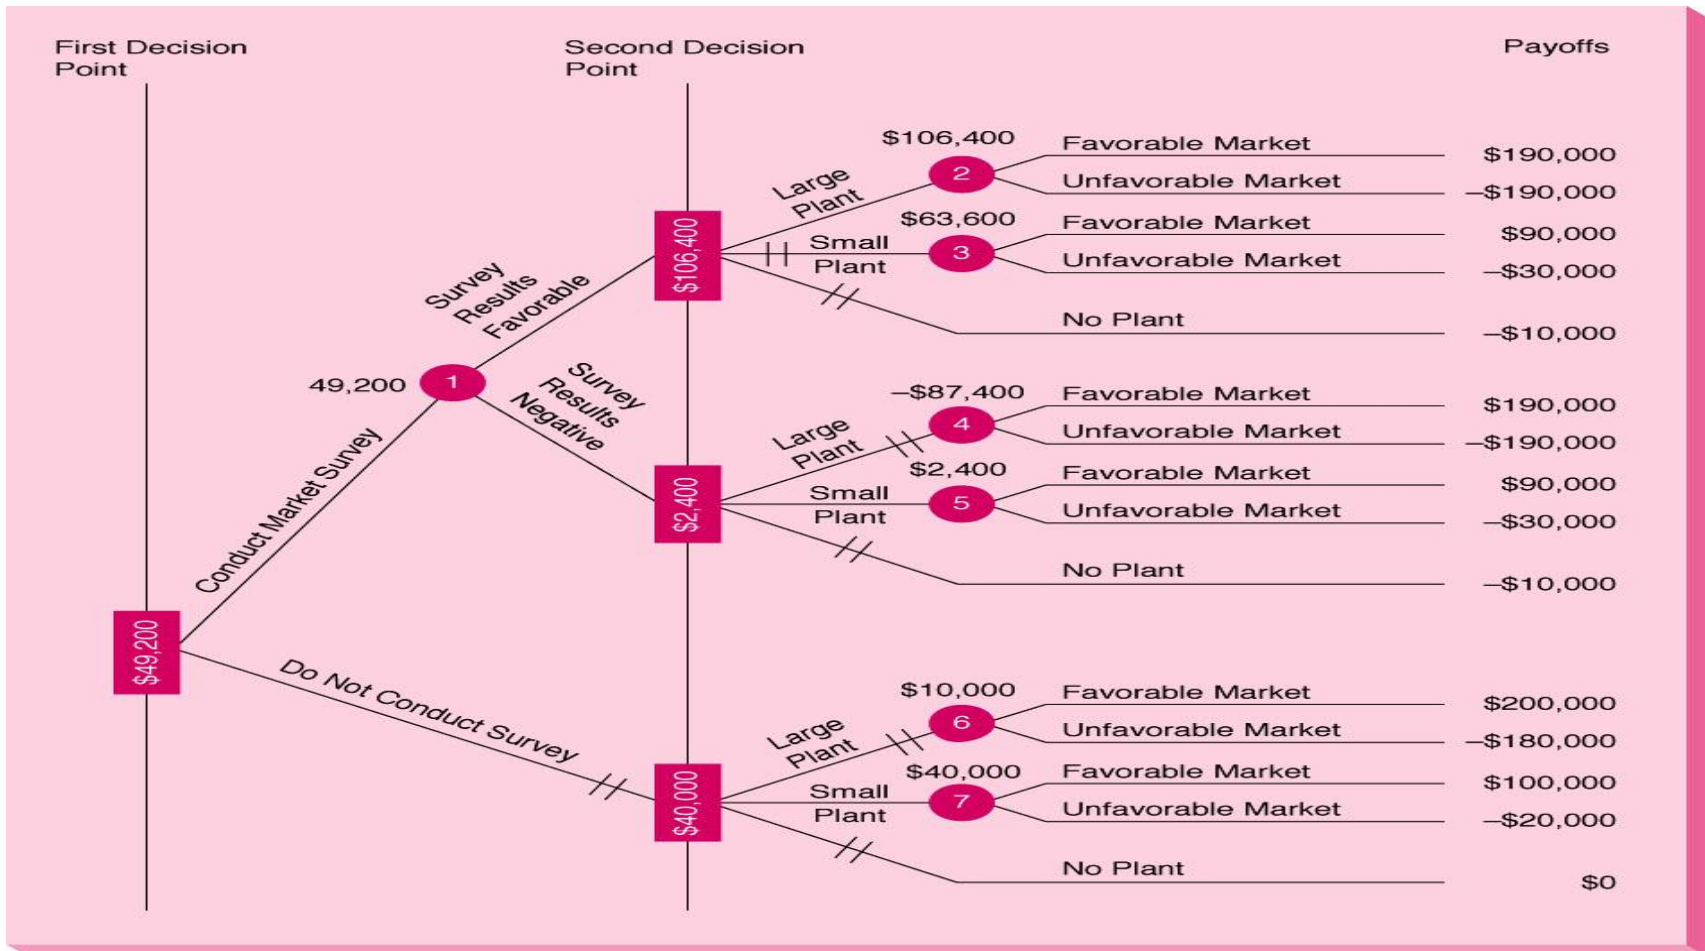 First Decision
Point
Second Decision
Point
Payoffs
$106,400
Favorable Market
$190,000
2
Large
Plant
Unfavorable Market
–$190,000
$63,600
Favorable Market
$90,000
$106,400
Small
Plant
3
Unfavorable Market
–$30,000
No Plant
–$10,000
Survey
Results
Favorable
49,200
1
Survey
Results
Negative
–$87,400
Favorable Market
$190,000
4
Large
Plant
Unfavorable Market
–$190,000
$2,400
Favorable Market
$90,000
$2,400
Small
Plant
5
Unfavorable Market
–$30,000
No Plant
–$10,000
Conduct Market Survey
$49,200
Do Not Conduct Survey
$10,000
Favorable Market
$200,000
6
Large
Plant
Unfavorable Market
–$180,000
$40,000
Favorable Market
$100,000
$40,000
Small
Plant
7
Unfavorable Market
–$20,000
No Plant
$0